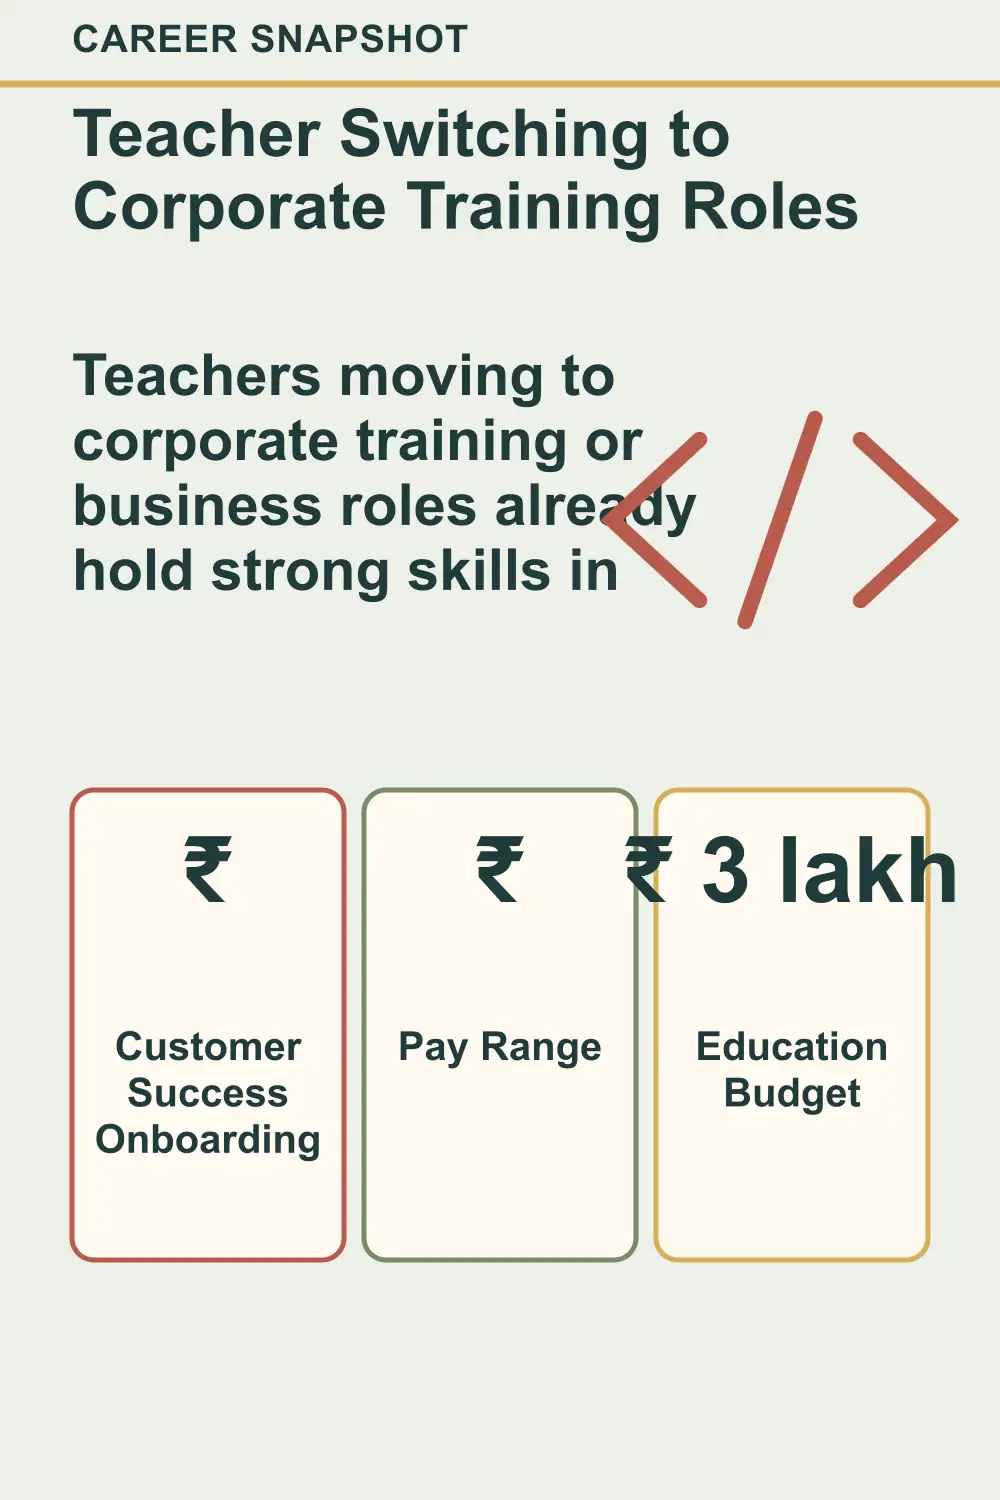 CAREER SNAPSHOT
Teacher Switching to
Corporate Training Roles
Teachers moving to
corporate training or
business roles already
hold strong skills in
₹
Customer
Success
Onboarding
₹
Pay Range
₹ 3 lakh
Education
Budget